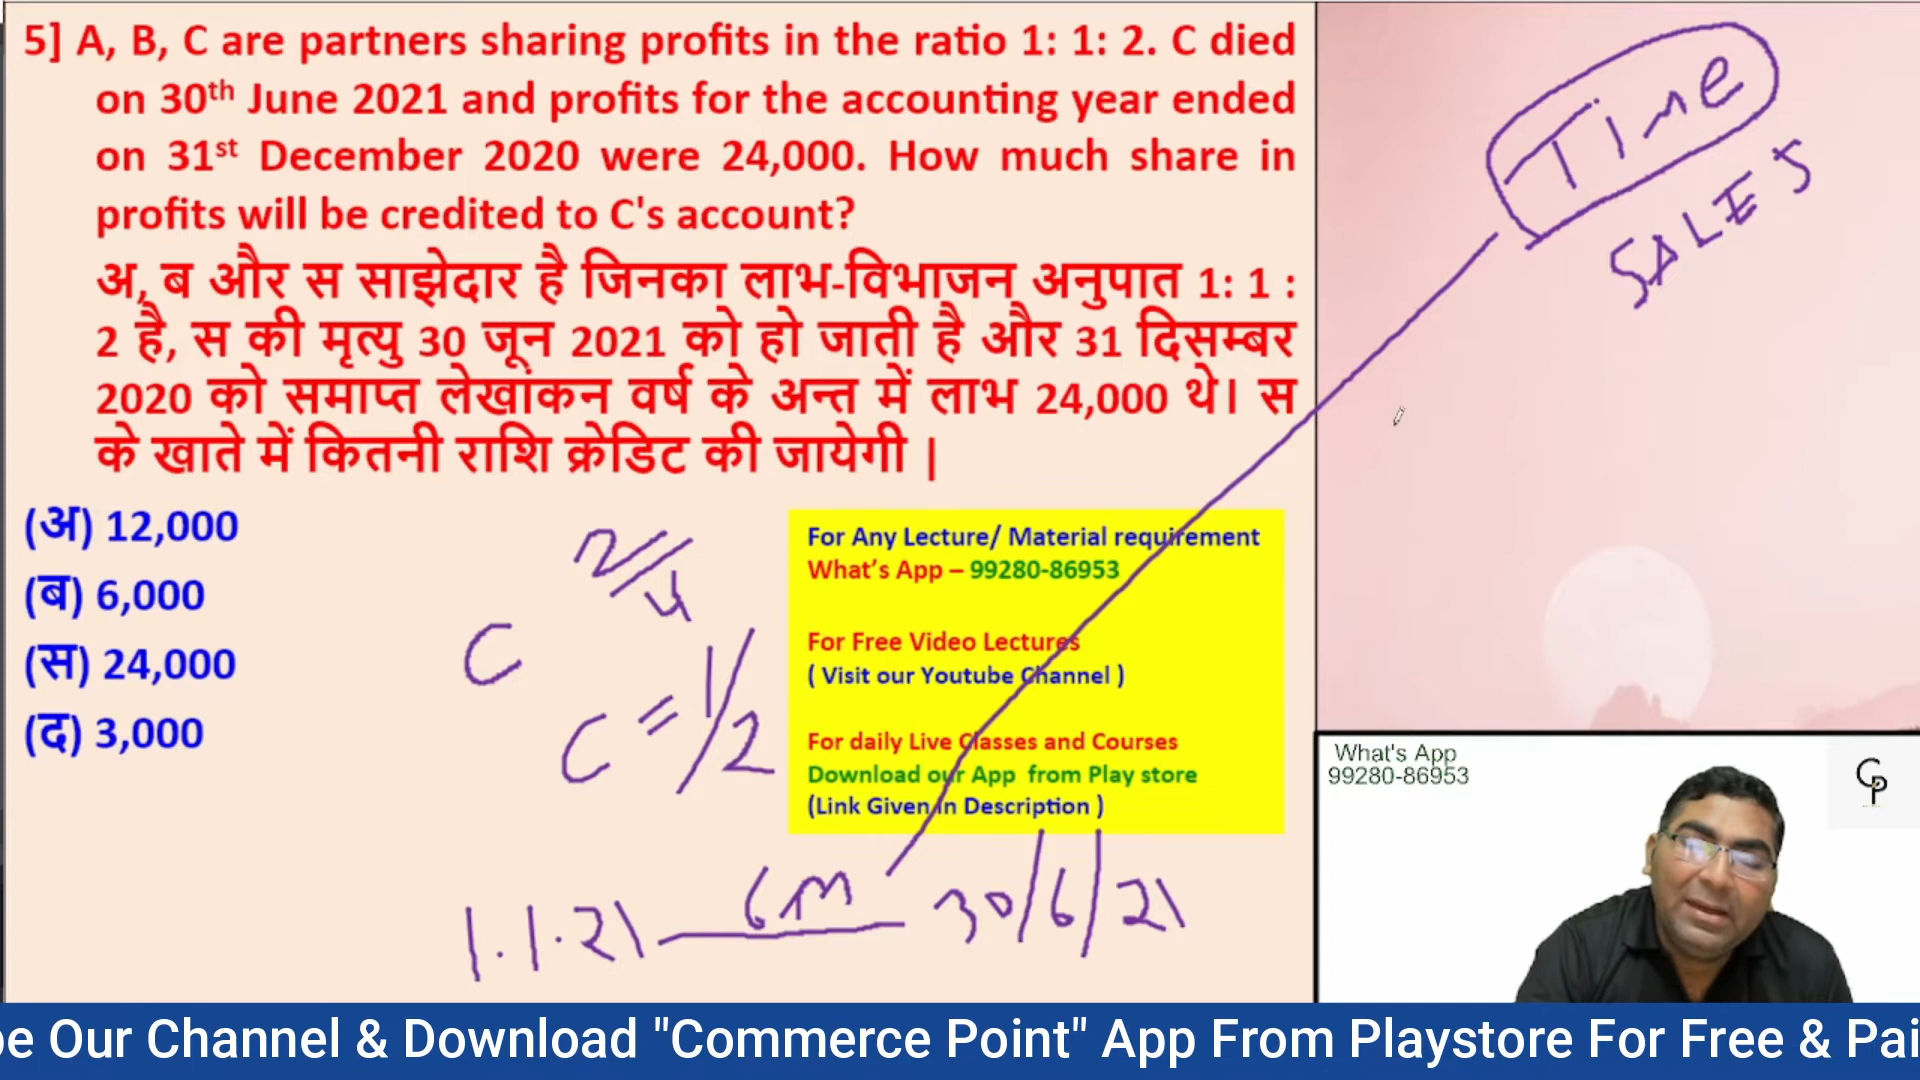 5] A, B, C are partners sharing profits in the ratio 1: 1: 2. C died
on 30th June 2021 and profits for the accounting year ended
on 31st December 2020 were 24,000. How much share in
profits will be credited to C's account?
अ, ब और स साझेदार है जिनका लाभ-विभाजन अनुपात 1: 1 :
2 है, स की मृत्यु 30 जून 2021 को हो जाती है और 31 दिसम्बर
2020 को समाप्त लेखांकन वर्ष के अन्त में लाभ 24,000 थे। स
के खाते में कितनी राशि क्रेडिट की जायेगी |
(अ) 12,000
(ब) 6,000
(स) 24,000
(द) 3,000
C 2/4
C = 1/2
1.1.21 6m 30/6/21
For Any Lecture/ Material requirement
What's App – 99280-86953
For Free Video Lectures
( Visit our Youtube Channel )
For daily Live Classes and Courses
Download our App from Play store
(Link Given in Description )
Time
SALES
What's App
99280-86953
CP
be Our Channel & Download "Commerce Point" App From Playstore For Free & Pai